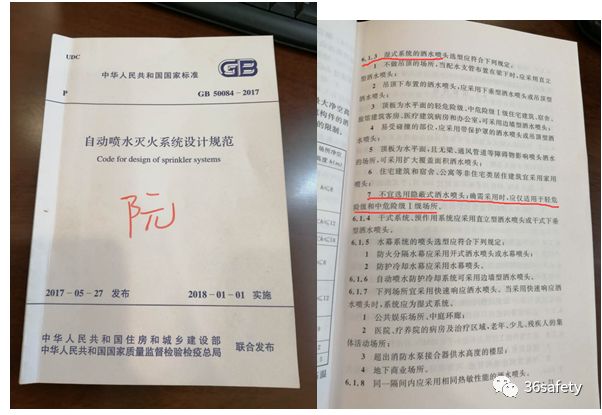 UDC
中华人民共和国国家标准
GB
P
GB 50084-2017
自动喷水灭火系统设计规范
Code for design of sprinkler systems
阮
2017-05-27 发布
2018-01-01 实施
中华人民共和国住房和城乡建设部
中华人民共和国国家质量监督检验检疫总局
联合发布
6.1.3 湿式系统的洒水喷头选型应符合下列规定：
1 不做吊顶的场所，当配水支管布置在梁下时，应采用直立
型洒水喷头；
2 吊顶下布置的洒水喷头，应采用下垂型洒水喷头或吊顶型
洒水喷头；
3 顶板为水平面的轻危险级、中危险级Ⅰ级住宅建筑、宿舍、
旅馆建筑客房、医疗建筑病房和办公室，可采用边墙型洒水喷头；
4 易受碰撞的部位，应采用带保护罩的洒水喷头或吊顶型洒
水喷头；
5 顶板为水平面，且无梁、通风管道等障碍物影响喷头洒水
的场所，可采用扩大覆盖面积洒水喷头；
6 住宅建筑和宿舍、公寓等非住宅类居住建筑宜采用家用
喷头；
7 不宜选用隐蔽式洒水喷头；确需采用时，应仅适用于轻危
险级和中危险级Ⅰ级场所。
6.1.4 干式系统、预作用系统应采用直立型洒水喷头或干式下垂
型洒水喷头。
6.1.5 水幕系统的喷头选型应符合下列规定：
1 防火分隔水幕应采用开式洒水喷头或水幕喷头；
2 防护冷却水幕应采用水幕喷头。
6.1.6 自动喷水防护冷却系统可采用边墙型洒水喷头。
6.1.7 下列场所宜采用快速响应洒水喷头。当采用快速响应洒
水喷头时，系统应为湿式系统。
1 公共娱乐场所、中庭环廊；
2 医院、疗养院的病房及治疗区域，老年、少儿、残疾人的集
体活动场所；
3 超出消防水泵接合器供水高度的楼层；
4 地下商业场所。
6.1.8 同一隔间内应采用相同热敏性能的洒水喷头。
36safety